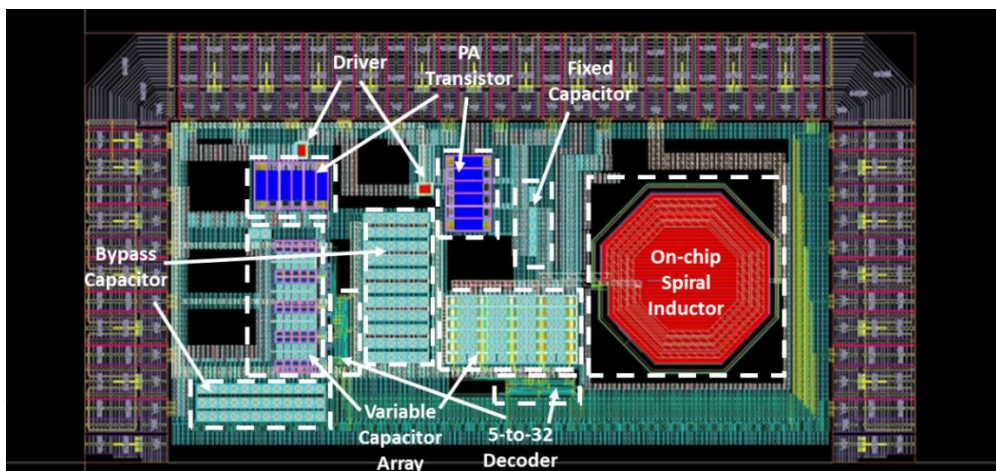 Driver
PA
Transistor
Fixed
Capacitor
Bypass
Capacitor
On-chip
Spiral
Inductor
Variable
Capacitor
Array
5-to-32
Decoder